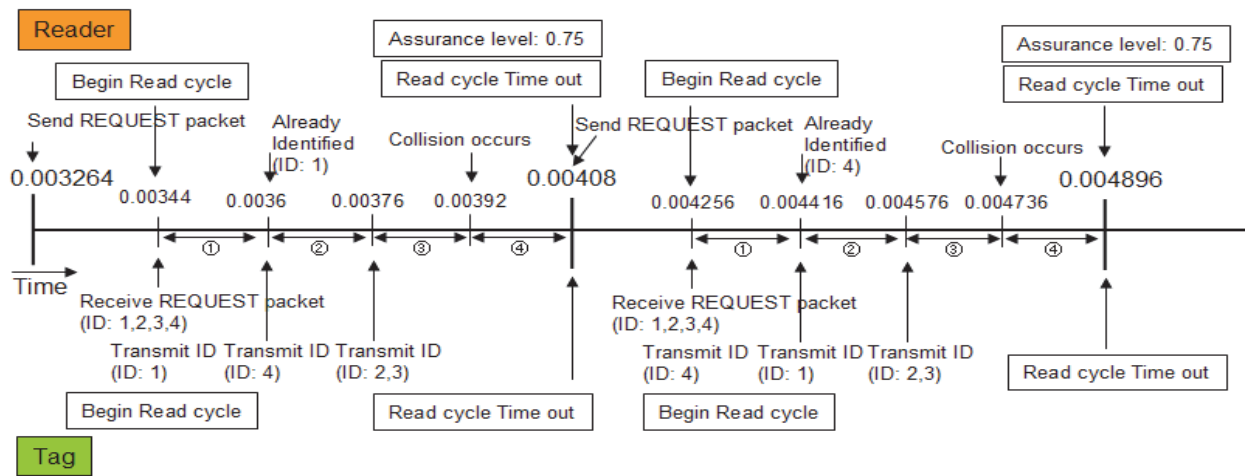 Reader
Assurance level: 0.75
Assurance level: 0.75
Begin Read cycle
Read cycle Time out
Begin Read cycle
Read cycle Time out
Send REQUEST packet
Already
Identified
(ID: 1)
Collision occurs
Send REQUEST packet
Already
Identified
(ID: 4)
Collision occurs
0.003264
0.00408
0.004896
0.00344
0.0036
0.00376
0.00392
0.004256
0.004416
0.004576
0.004736
① ② ③ ④ ① ② ③ ④
Time
Receive REQUEST packet
(ID: 1,2,3,4)
Receive REQUEST packet
(ID: 1,2,3,4)
Transmit ID
(ID: 1)
Transmit ID
(ID: 4)
Transmit ID
(ID: 2,3)
Transmit ID
(ID: 4)
Transmit ID
(ID: 1)
Transmit ID
(ID: 2,3)
Read cycle Time out
Begin Read cycle
Read cycle Time out
Begin Read cycle
Tag